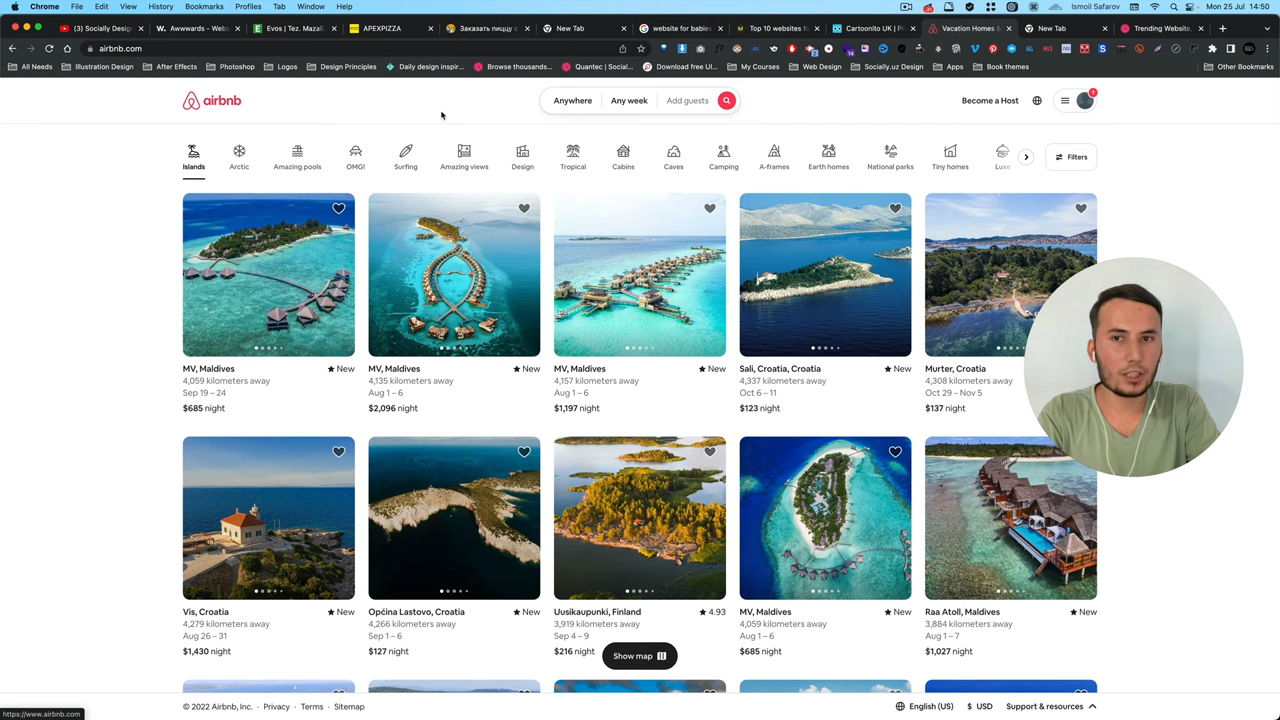 Chrome File Edit View History Bookmarks Profiles Tab Window Help Ismoil Safarov Mon 25 Jul 14:50
(3) Socially Desig Awwwards - Web Evos | Tez. Mazali APEXPIZZA Заказать пиццу с New Tab website for babies Top 10 websites fo Cartoonito UK | P Vacation Homes & New Tab Trending Website,
airbnb.com
All Needs Illustration Design After Effects Photoshop Logos Design Principles Daily design inspir... Browse thousands... Quantec | Social... Download free UI... My Courses Web Design Socially.uz Design Apps Book themes Other Bookmarks
airbnb Anywhere Any week Add guests Become a Host 1
Islands Arctic Amazing pools OMG! Surfing Amazing views Design Tropical Cabins Caves Camping A-frames Earth homes National parks Tiny homes Luxe Filters
MV, Maldives New MV, Maldives New MV, Maldives New Sali, Croatia, Croatia New Murter, Croatia
4,059 kilometers away 4,135 kilometers away 4,157 kilometers away 4,337 kilometers away 4,308 kilometers away
Sep 19 – 24 Aug 1 – 6 Aug 1 – 6 Oct 6 – 11 Oct 29 – Nov 5
$685 night $2,096 night $1,197 night $123 night $137 night
Vis, Croatia New Općina Lastovo, Croatia New Uusikaupunki, Finland 4.93 MV, Maldives New Raa Atoll, Maldives New
4,279 kilometers away 4,266 kilometers away 3,919 kilometers away 4,059 kilometers away 3,884 kilometers away
Aug 26 – 31 Sep 1 – 6 Sep 4 – 9 Aug 1 – 6 Aug 1 – 7
$1,430 night $127 night $216 night $685 night $1,027 night
Show map
© 2022 Airbnb, Inc. · Privacy · Terms · Sitemap English (US) $ USD Support & resources
https://www.airbnb.com